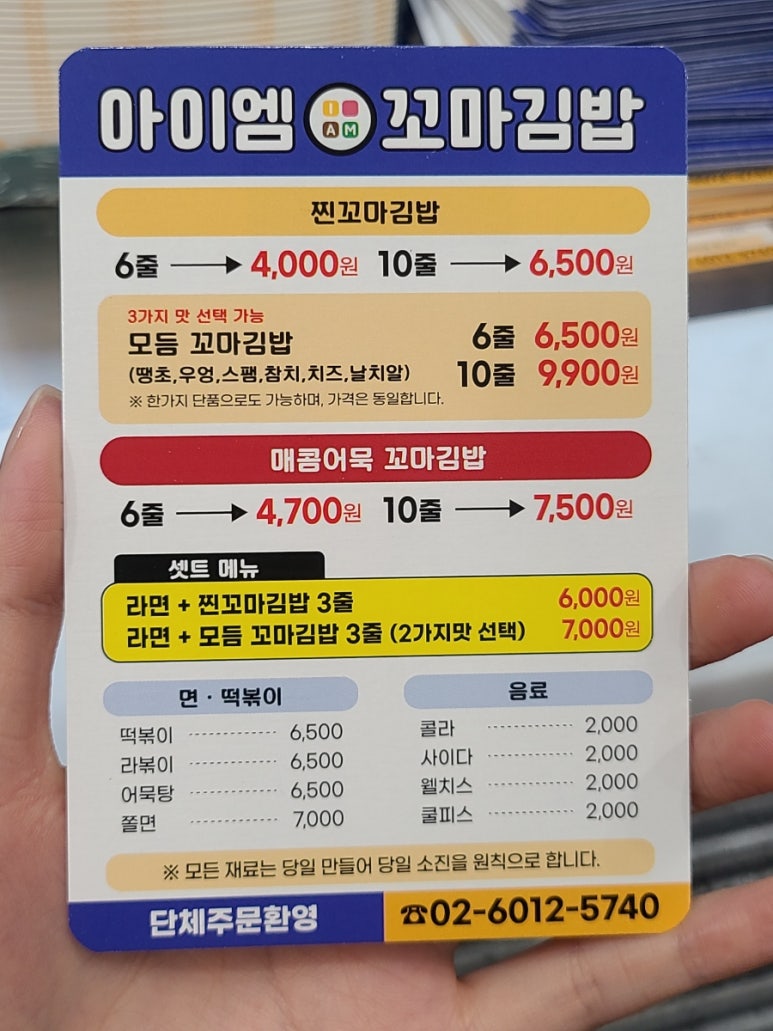 아이엠 I AM 꼬마김밥
찐꼬마김밥
6줄 → 4,000원 10줄 → 6,500원
3가지 맛 선택 가능
모듬 꼬마김밥 6줄 6,500원
(땡초,우엉,스팸,참치,치즈,날치알) 10줄 9,900원
※ 한가지 단품으로도 가능하며, 가격은 동일합니다.
매콤어묵 꼬마김밥
6줄 → 4,700원 10줄 → 7,500원
셋트 메뉴
라면 + 찐꼬마김밥 3줄 6,000원
라면 + 모듬 꼬마김밥 3줄 (2가지맛 선택) 7,000원
면 · 떡볶이
떡볶이 6,500
라볶이 6,500
어묵탕 6,500
쫄면 7,000
음료
콜라 2,000
사이다 2,000
웰치스 2,000
쿨피스 2,000
※ 모든 재료는 당일 만들어 당일 소진을 원칙으로 합니다.
단체주문환영 ☎02-6012-5740